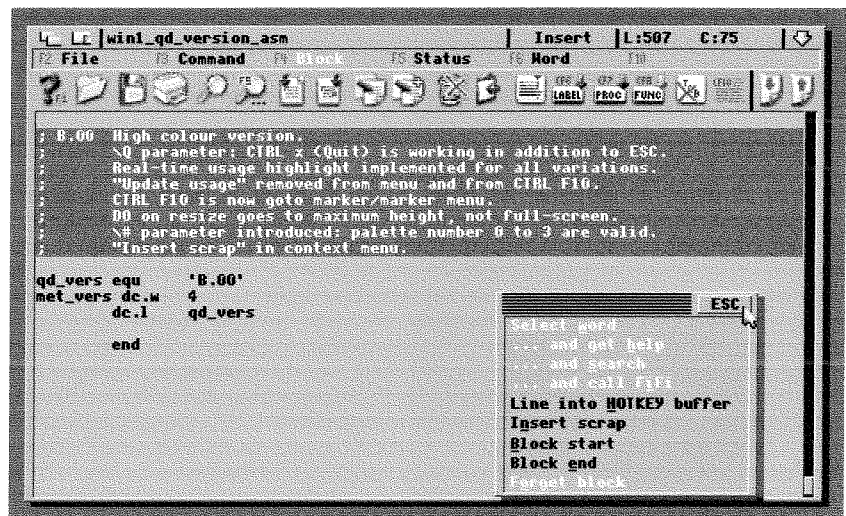 win1_qd_version_asm Insert L:507 C:75
F2 File F3 Command F4 Block F5 Status F6 Word F10
LABEL PROC FUNC
; B.00 High colour version.
; \Q parameter: CTRL x (Quit) is working in addition to ESC.
; Real-time usage highlight implemented for all variations.
; "Update usage" removed from menu and from CTRL F10.
; CTRL F10 is now goto marker/marker menu.
; DO on resize goes to maximum height, not full-screen.
; \# parameter introduced: palette number 0 to 3 are valid.
; "Insert scrap" in context menu.
qd_vers equ 'B.00'
met_vers dc.w 4
dc.l qd_vers
end
ESC
Select word
... and get help
... and search
... and call FiFi
Line into HOTKEY buffer
Insert scrap
Block start
Block end
Forget block